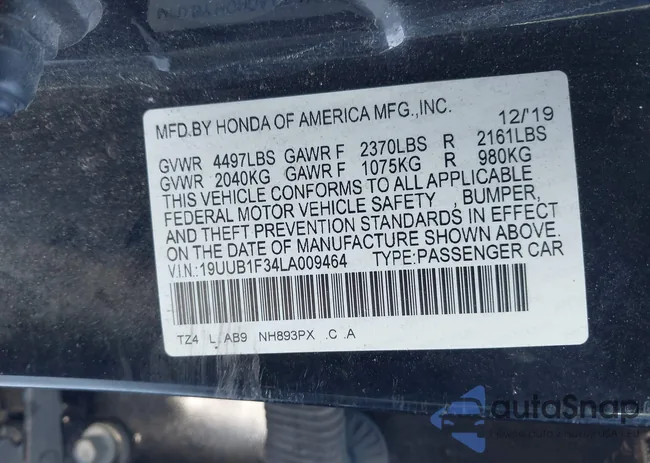 MFD.BY HONDA OF AMERICA MFG.,INC. 12/'19
GVWR 4497LBS GAWR F 2370LBS R 2161LBS
GVWR 2040KG GAWR F 1075KG R 980KG
THIS VEHICLE CONFORMS TO ALL APPLICABLE
FEDERAL MOTOR VEHICLE SAFETY , BUMPER,
AND THEFT PREVENTION STANDARDS IN EFFECT
ON THE DATE OF MANUFACTURE SHOWN ABOVE.
V.I.N.:19UUB1F34LA009464 TYPE:PASSENGER CAR
TZ4 L. AB9 NH893PX .C .A
autoSnap